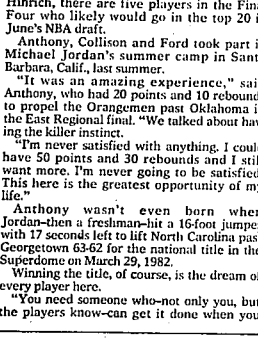 Hinrich, there are five players in the Fin
Four who likely would go in the top 20 i
June's NBA draft.
Anthony, Collison and Ford took part i
Michael Jordan's summer camp in Sant
Barbara, Calif., last summer.
"It was an amazing experience," sai
Anthony, who had 20 points and 10 rebound
to propel the Orangemen past Oklahoma i
the East Regional final. "We talked about hav
ing the killer instinct.
"I'm never satisfied with anything. I coul
have 50 points and 30 rebounds and I stil
want more. I'm never going to be satisfied
This here is the greatest opportunity of m
life."
Anthony wasn't even born when
Jordan–then a freshman–hit a 16-foot jumpe
with 17 seconds left to lift North Carolina pas
Georgetown 63-62 for the national title in the
Superdome on March 29, 1982.
Winning the title, of course, is the dream o
every player here.
"You need someone who–not only you, but
the players know–can get it done when you